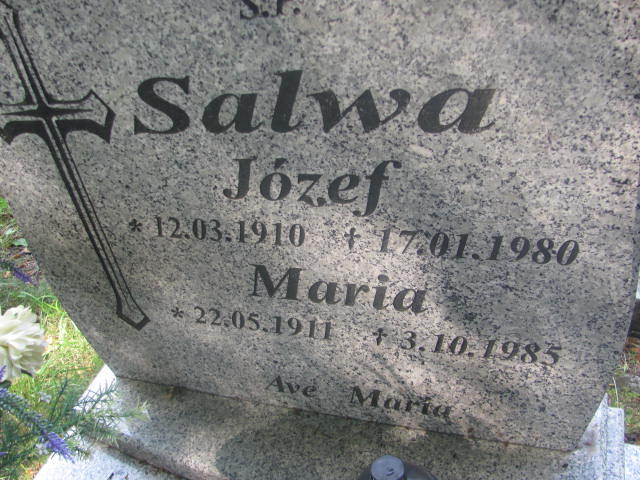 Ś.P.
Salwa
Józef
* 12.03.1910 † 17.01.1980
Maria
* 22.05.1911 † 3.10.1985
Ave Maria